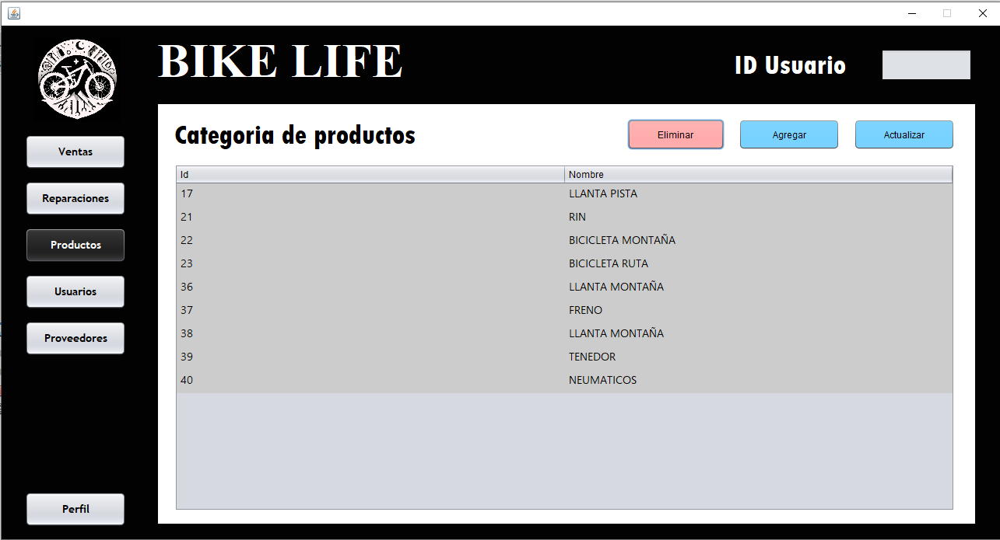 BIKE LIFE
ID Usuario
Categoria de productos
Eliminar
Agregar
Actualizar
Ventas
Reparaciones
Productos
Usuarios
Proveedores
Perfil
Id Nombre
17 LLANTA PISTA
21 RIN
22 BICICLETA MONTAÑA
23 BICICLETA RUTA
36 LLANTA MONTAÑA
37 FRENO
38 LLANTA MONTAÑA
39 TENEDOR
40 NEUMATICOS